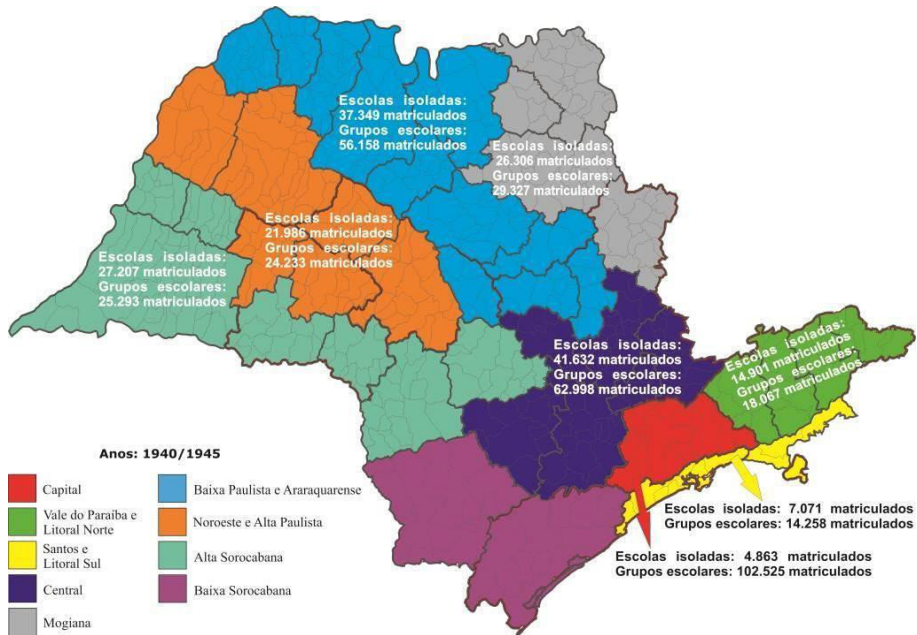 Escolas isoladas:
37.349 matriculados
Grupos escolares:
56.158 matriculados
Escolas isoladas:
26.306 matriculados
Grupos escolares:
29.327 matriculados
Escolas isoladas:
21.986 matriculados
Grupos escolares:
24.233 matriculados
Escolas isoladas:
27.207 matriculados
Grupos escolares:
25.293 matriculados
Escolas isoladas:
41.632 matriculados
Grupos escolares:
62.998 matriculados
Escolas isoladas:
14.901 matriculados
Grupos escolares:
18.067 matriculados
Escolas isoladas: 7.071 matriculados
Grupos escolares: 14.258 matriculados
Escolas isoladas: 4.863 matriculados
Grupos escolares: 102.525 matriculados
Anos: 1940/1945
Capital
Vale do Paraíba e
Litoral Norte
Santos e
Litoral Sul
Central
Mogiana
Baixa Paulista e Araraquarense
Noroeste e Alta Paulista
Alta Sorocabana
Baixa Sorocabana